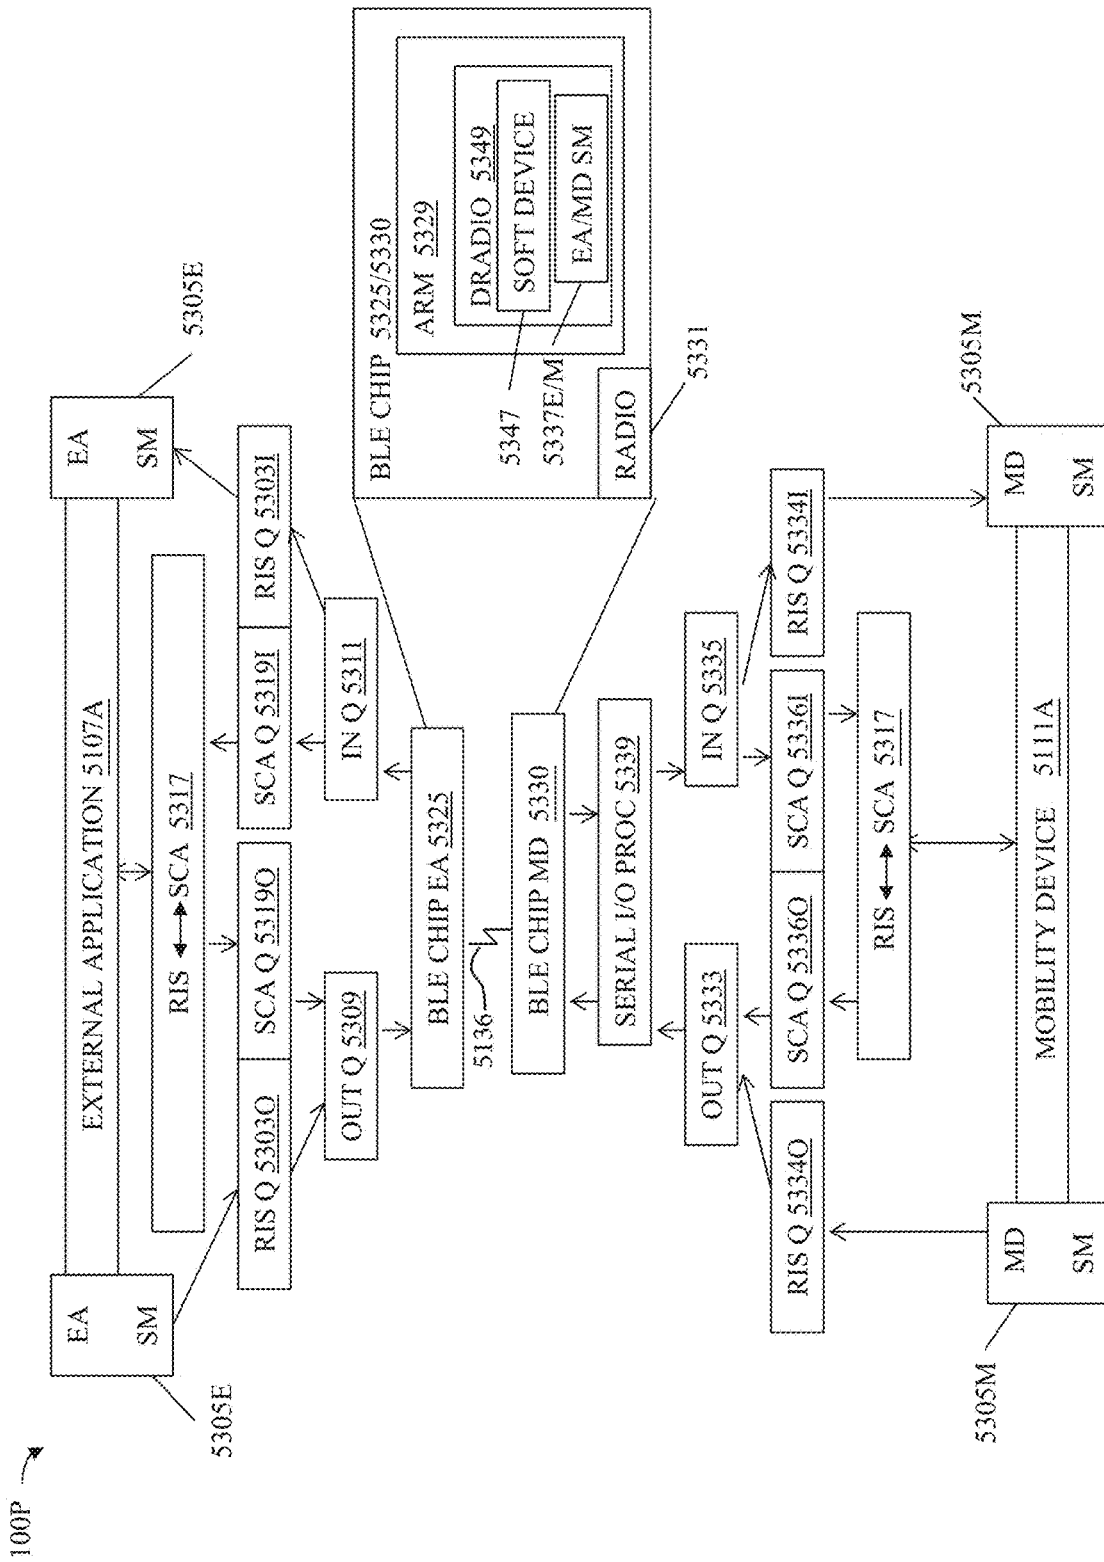 100P
5305E
EA
SM
EXTERNAL APPLICATION 5107A
EA
SM
5305E
RIS ↔ SCA 5317
RIS Q 5303O
SCA Q 5319O
SCA Q 5319I
RIS Q 5303I
OUT Q 5309
IN Q 5311
BLE CHIP EA 5325
5136
BLE CHIP MD 5330
SERIAL I/O PROC 5339
OUT Q 5333
IN Q 5335
RIS Q 5334O
SCA Q 5336O
SCA Q 5336I
RIS Q 5334I
RIS ↔ SCA 5317
MD
SM
MOBILITY DEVICE 5111A
MD
SM
5305M
5305M
BLE CHIP 5325/5330
ARM 5329
DRADIO 5349
SOFT DEVICE
EA/MD SM
5347
5337E/M
RADIO
5331